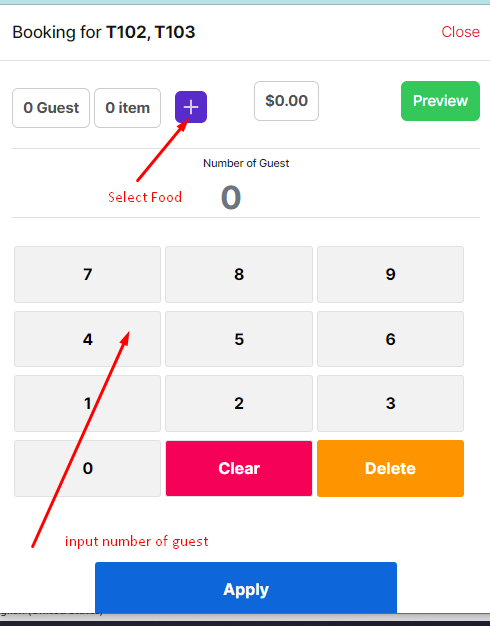 Booking for T102, T103 Close
0 Guest 0 item + $0.00 Preview
Number of Guest
Select Food 0
7 8 9
4 5 6
1 2 3
0 Clear Delete
input number of guest
Apply